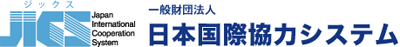 ジックス
JICS
Japan
International
Cooperation
System
一般財団法人
日本国際協力システム